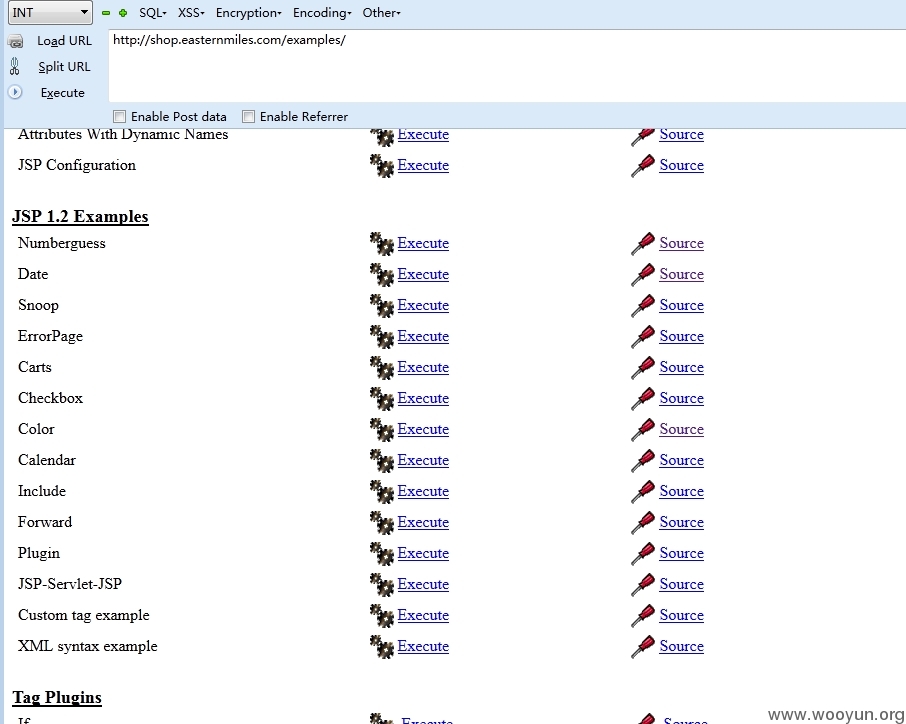 INT SQL XSS Encryption Encoding Other
Load URL http://shop.easternmiles.com/examples/
Split URL
Execute
Enable Post data Enable Referrer
Attributes With Dynamic Names Execute Source
JSP Configuration Execute Source
JSP 1.2 Examples
Numberguess Execute Source
Date Execute Source
Snoop Execute Source
ErrorPage Execute Source
Carts Execute Source
Checkbox Execute Source
Color Execute Source
Calendar Execute Source
Include Execute Source
Forward Execute Source
Plugin Execute Source
JSP-Servlet-JSP Execute Source
Custom tag example Execute Source
XML syntax example Execute Source
Tag Plugins
If Execute Source
www.wooyun.org